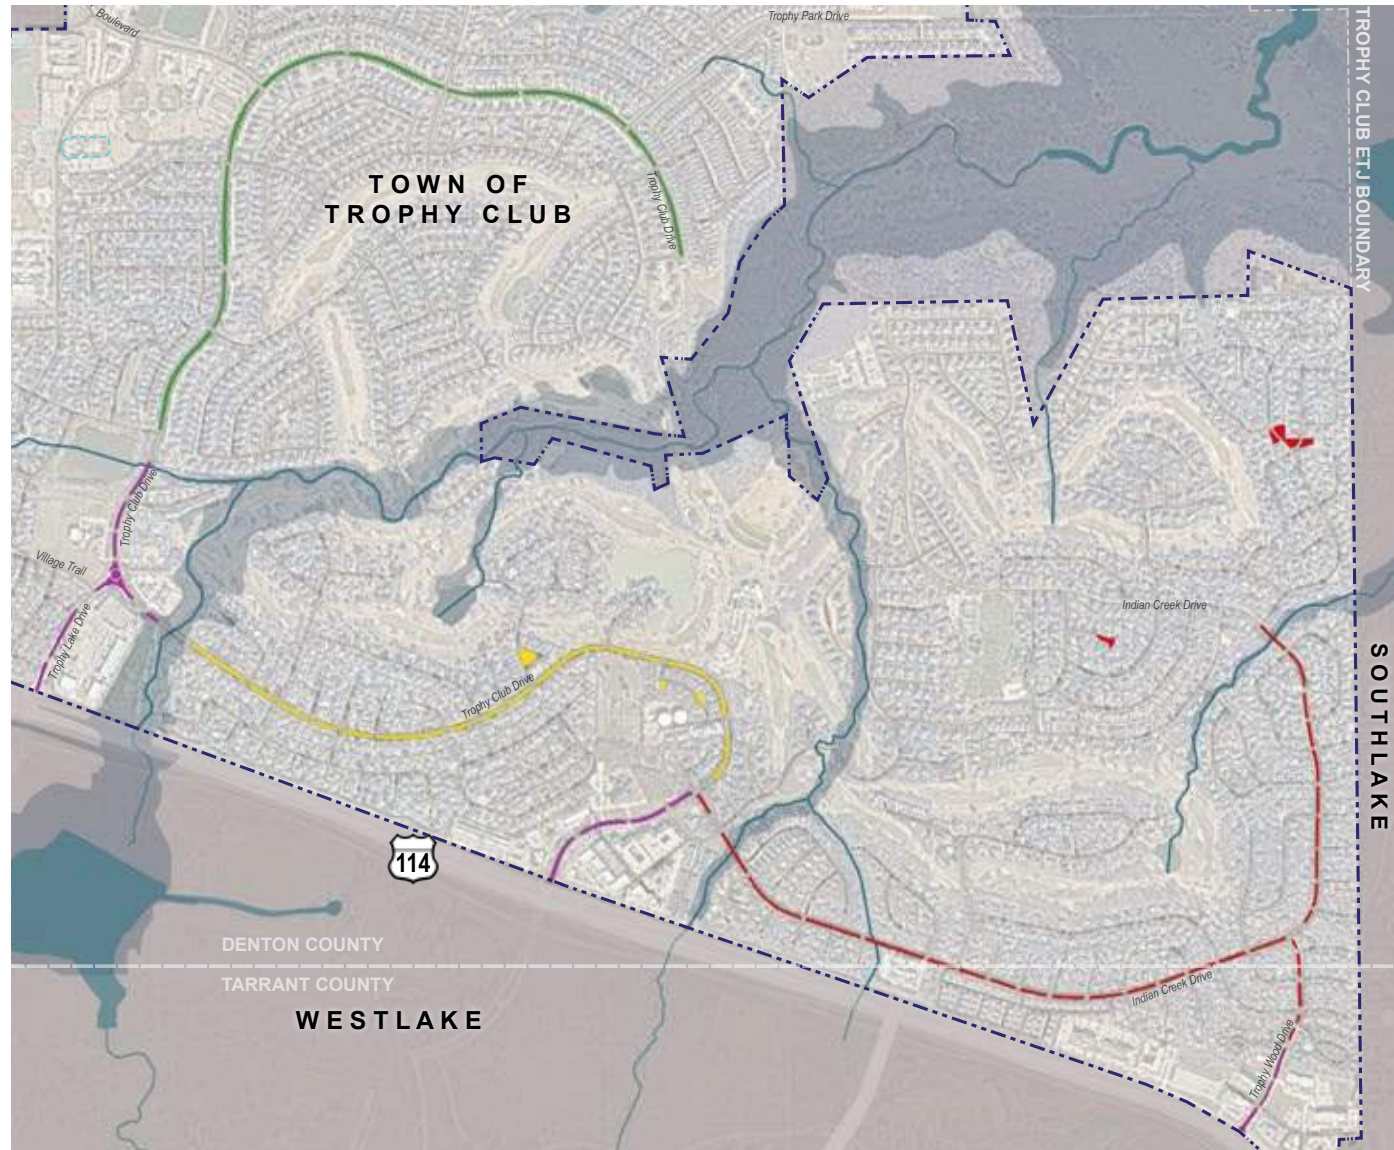 Boulevard
Trophy Park Drive
TROPHY CLUB ETJ BOUNDARY
TOWN OF
TROPHY CLUB
Trophy Club Drive
Trophy Club Drive
Village Trail
Trophy Lake Drive
Indian Creek Drive
SOUTHLAKE
Trophy Club Drive
114
DENTON COUNTY
TARRANT COUNTY
WESTLAKE
Indian Creek Drive
Trophy Wood Drive